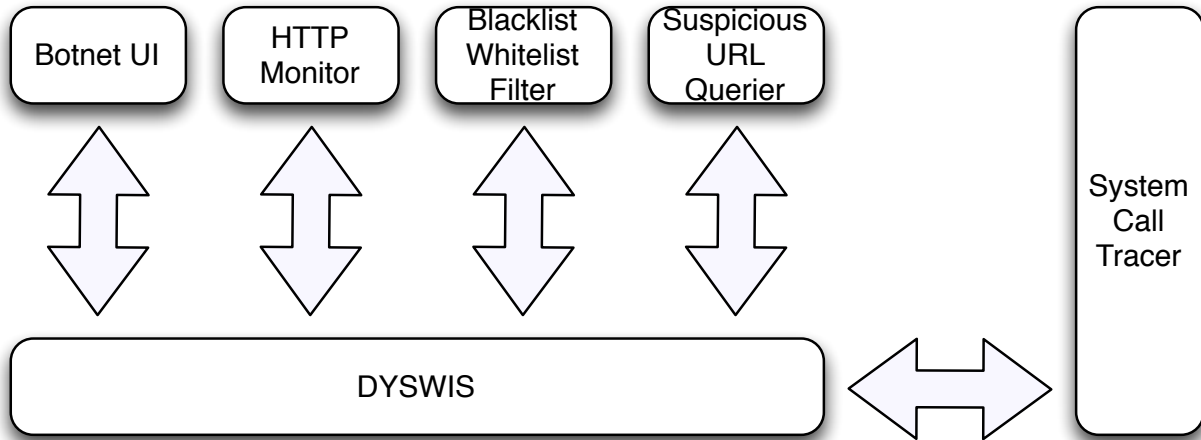 Botnet UI
HTTP
Monitor
Blacklist
Whitelist
Filter
Suspicious
URL
Querier
System
Call
Tracer
DYSWIS